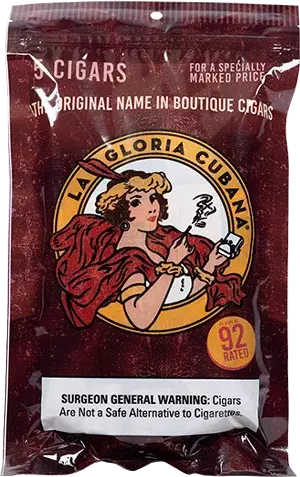 5 CIGARS
FOR A SPECIALLY
MARKED PRICE
THE ORIGINAL NAME IN BOUTIQUE CIGARS
LA GLORIA CUBANA
92
RATED
SURGEON GENERAL WARNING: Cigars
Are Not a Safe Alternative to Cigarettes.